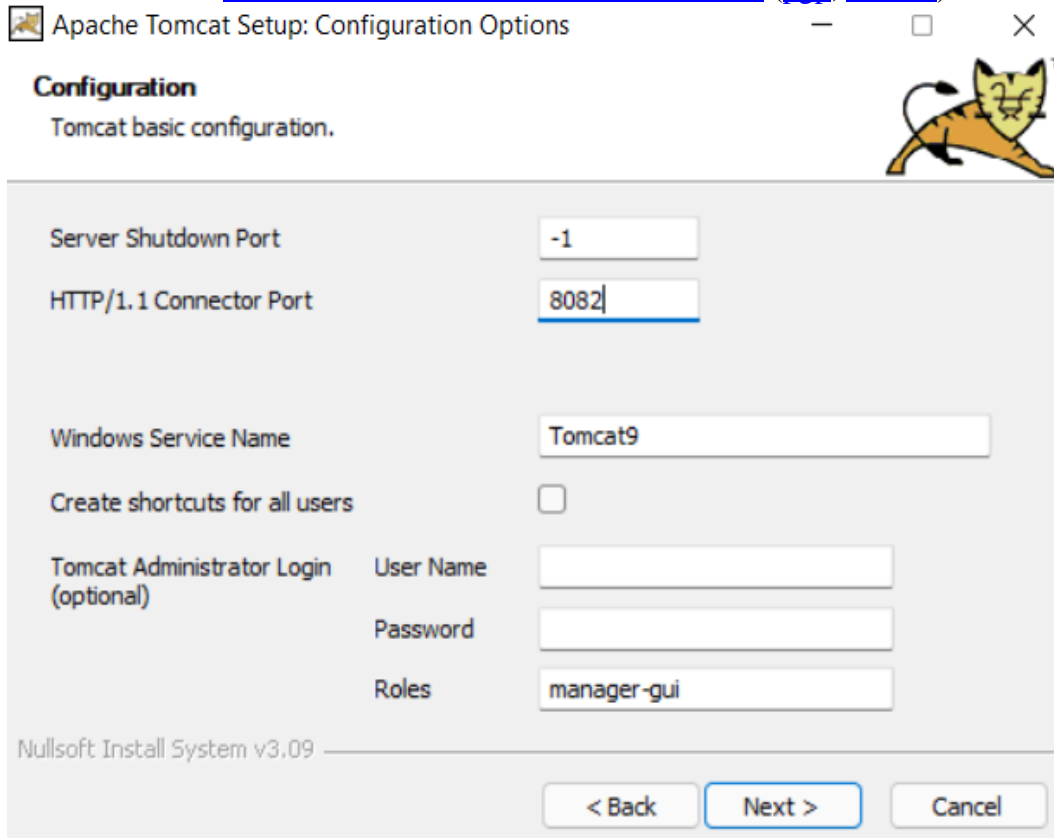 Apache Tomcat Setup: Configuration Options
Configuration
Tomcat basic configuration.
Server Shutdown Port -1
HTTP/1.1 Connector Port 8082
Windows Service Name Tomcat9
Create shortcuts for all users
Tomcat Administrator Login User Name
(optional)
Password
Roles manager-gui
Nullsoft Install System v3.09
< Back Next > Cancel